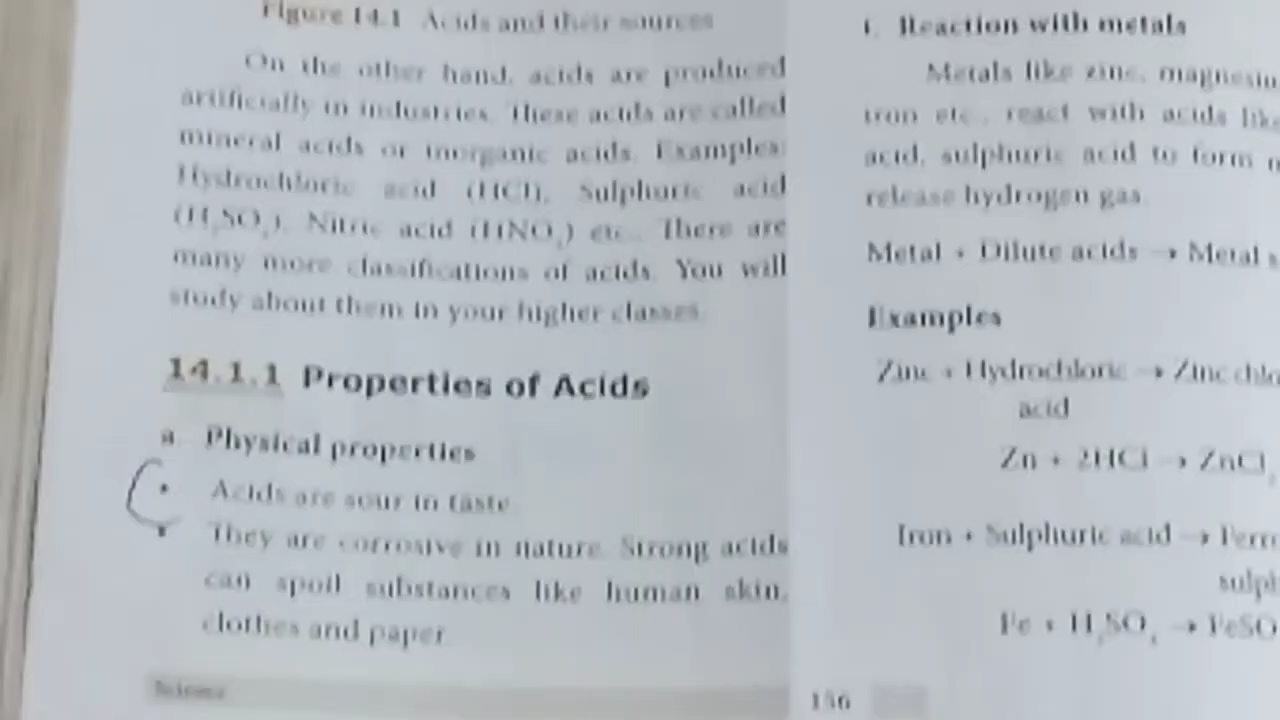 Figure 14.1 Acids and their sources
On the other hand, acids are produced
artificially in industries. These acids are called
mineral acids or inorganic acids. Examples:
Hydrochloric acid (HCl), Sulphuric acid
(H₂SO₄), Nitric acid (HNO₃) etc., There are
many more classifications of acids. You will
study about them in your higher classes.
14.1.1 Properties of Acids
a. Physical properties
• Acids are sour in taste.
• They are corrosive in nature. Strong acids
can spoil substances like human skin,
clothes and paper.
Science
i. Reaction with metals
Metals like zinc, magnesiu
iron etc., react with acids like
acid, sulphuric acid to form
release hydrogen gas.
Metal + Dilute acids → Metal s
Examples
Zinc + Hydrochloric → Zinc chlo
acid
Zn + 2HCl → ZnCl₂
Iron + Sulphuric acid → Ferr
sulph
Fe + H₂SO₄ → FeSO
136